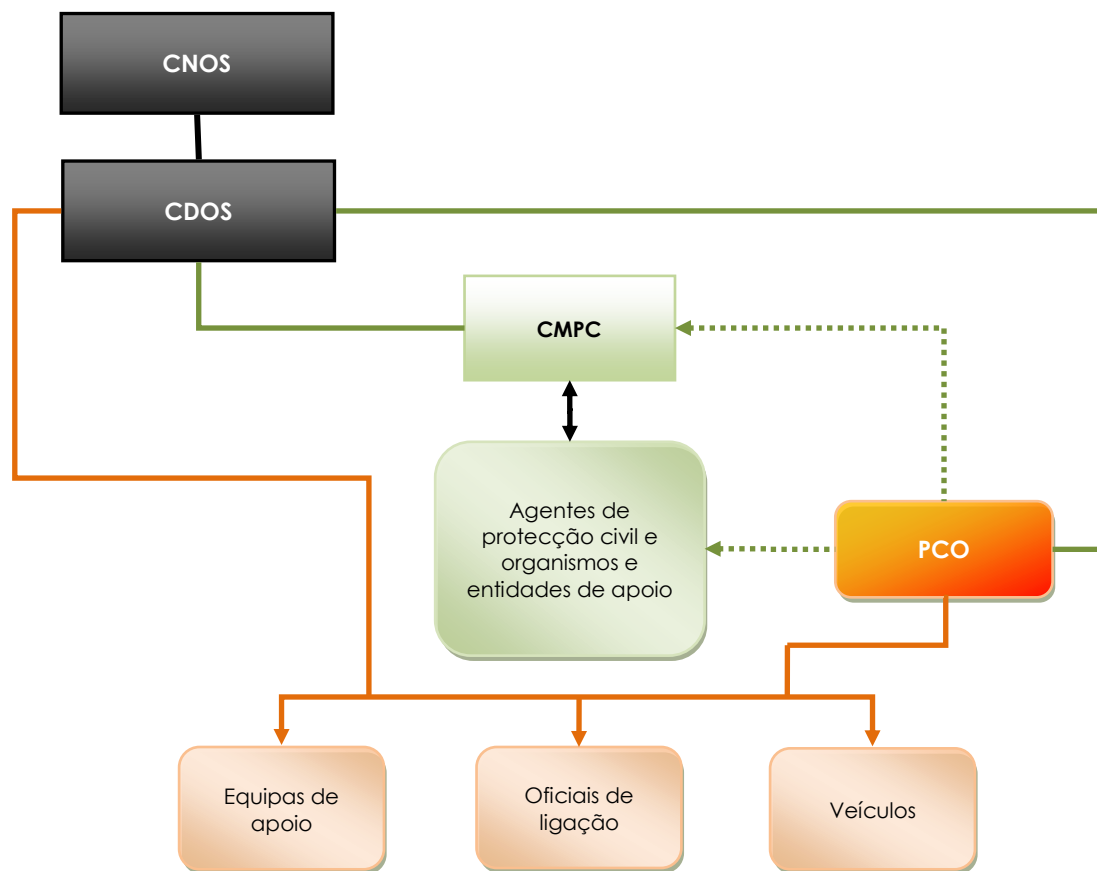 CNOS
CDOS
CMPC
Agentes de
protecção civil e
organismos e
entidades de apoio
PCO
Equipas de
apoio
Oficiais de
ligação
Veículos